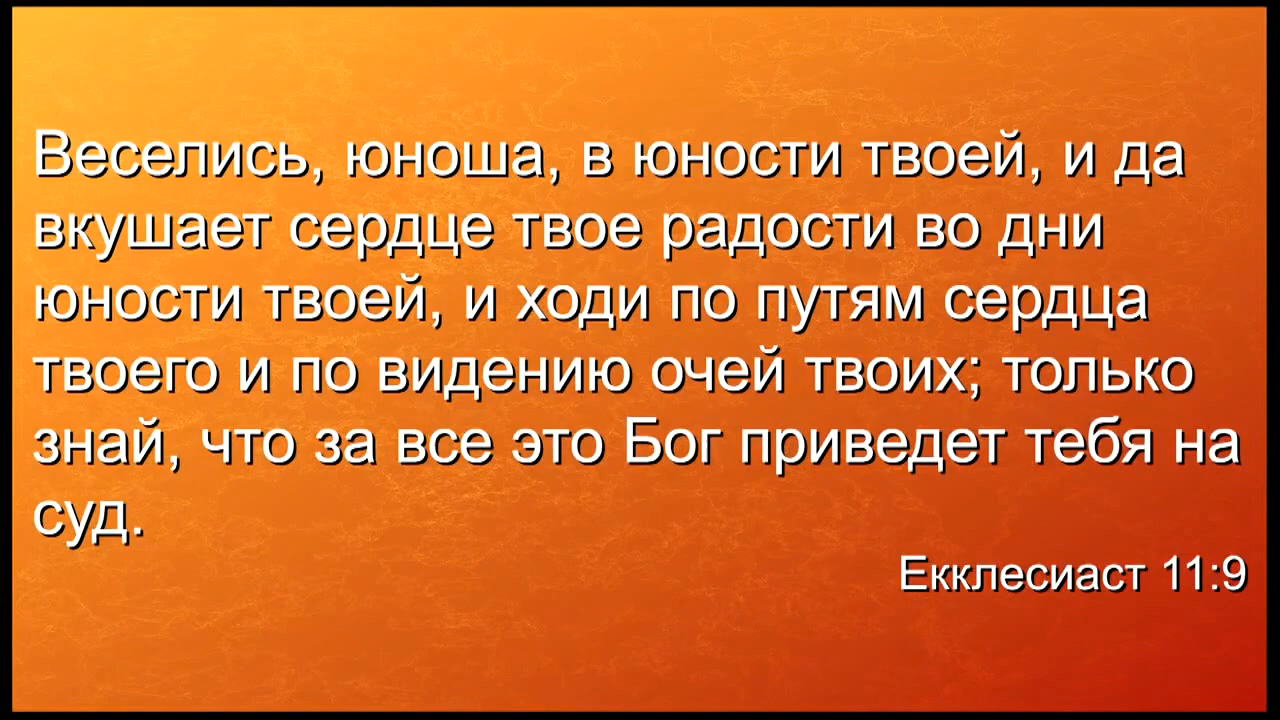 Веселись, юноша, в юности твоей, и да
вкушает сердце твое радости во дни
юности твоей, и ходи по путям сердца
твоего и по видению очей твоих; только
знай, что за все это Бог приведет тебя на
суд.
Екклесиаст 11:9